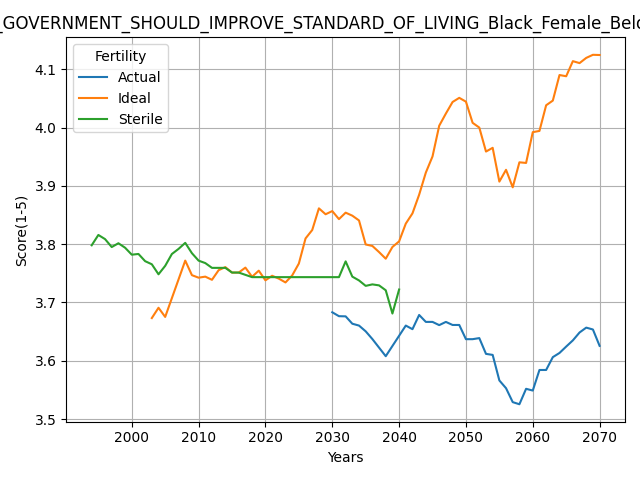 _GOVERNMENT_SHOULD_IMPROVE_STANDARD_OF_LIVING_Black_Female_Belo
Fertility
Actual
Ideal
Sterile
4.1
4.0
3.9
3.8
3.7
3.6
3.5
Score(1-5)
2000 2010 2020 2030 2040 2050 2060 2070
Years